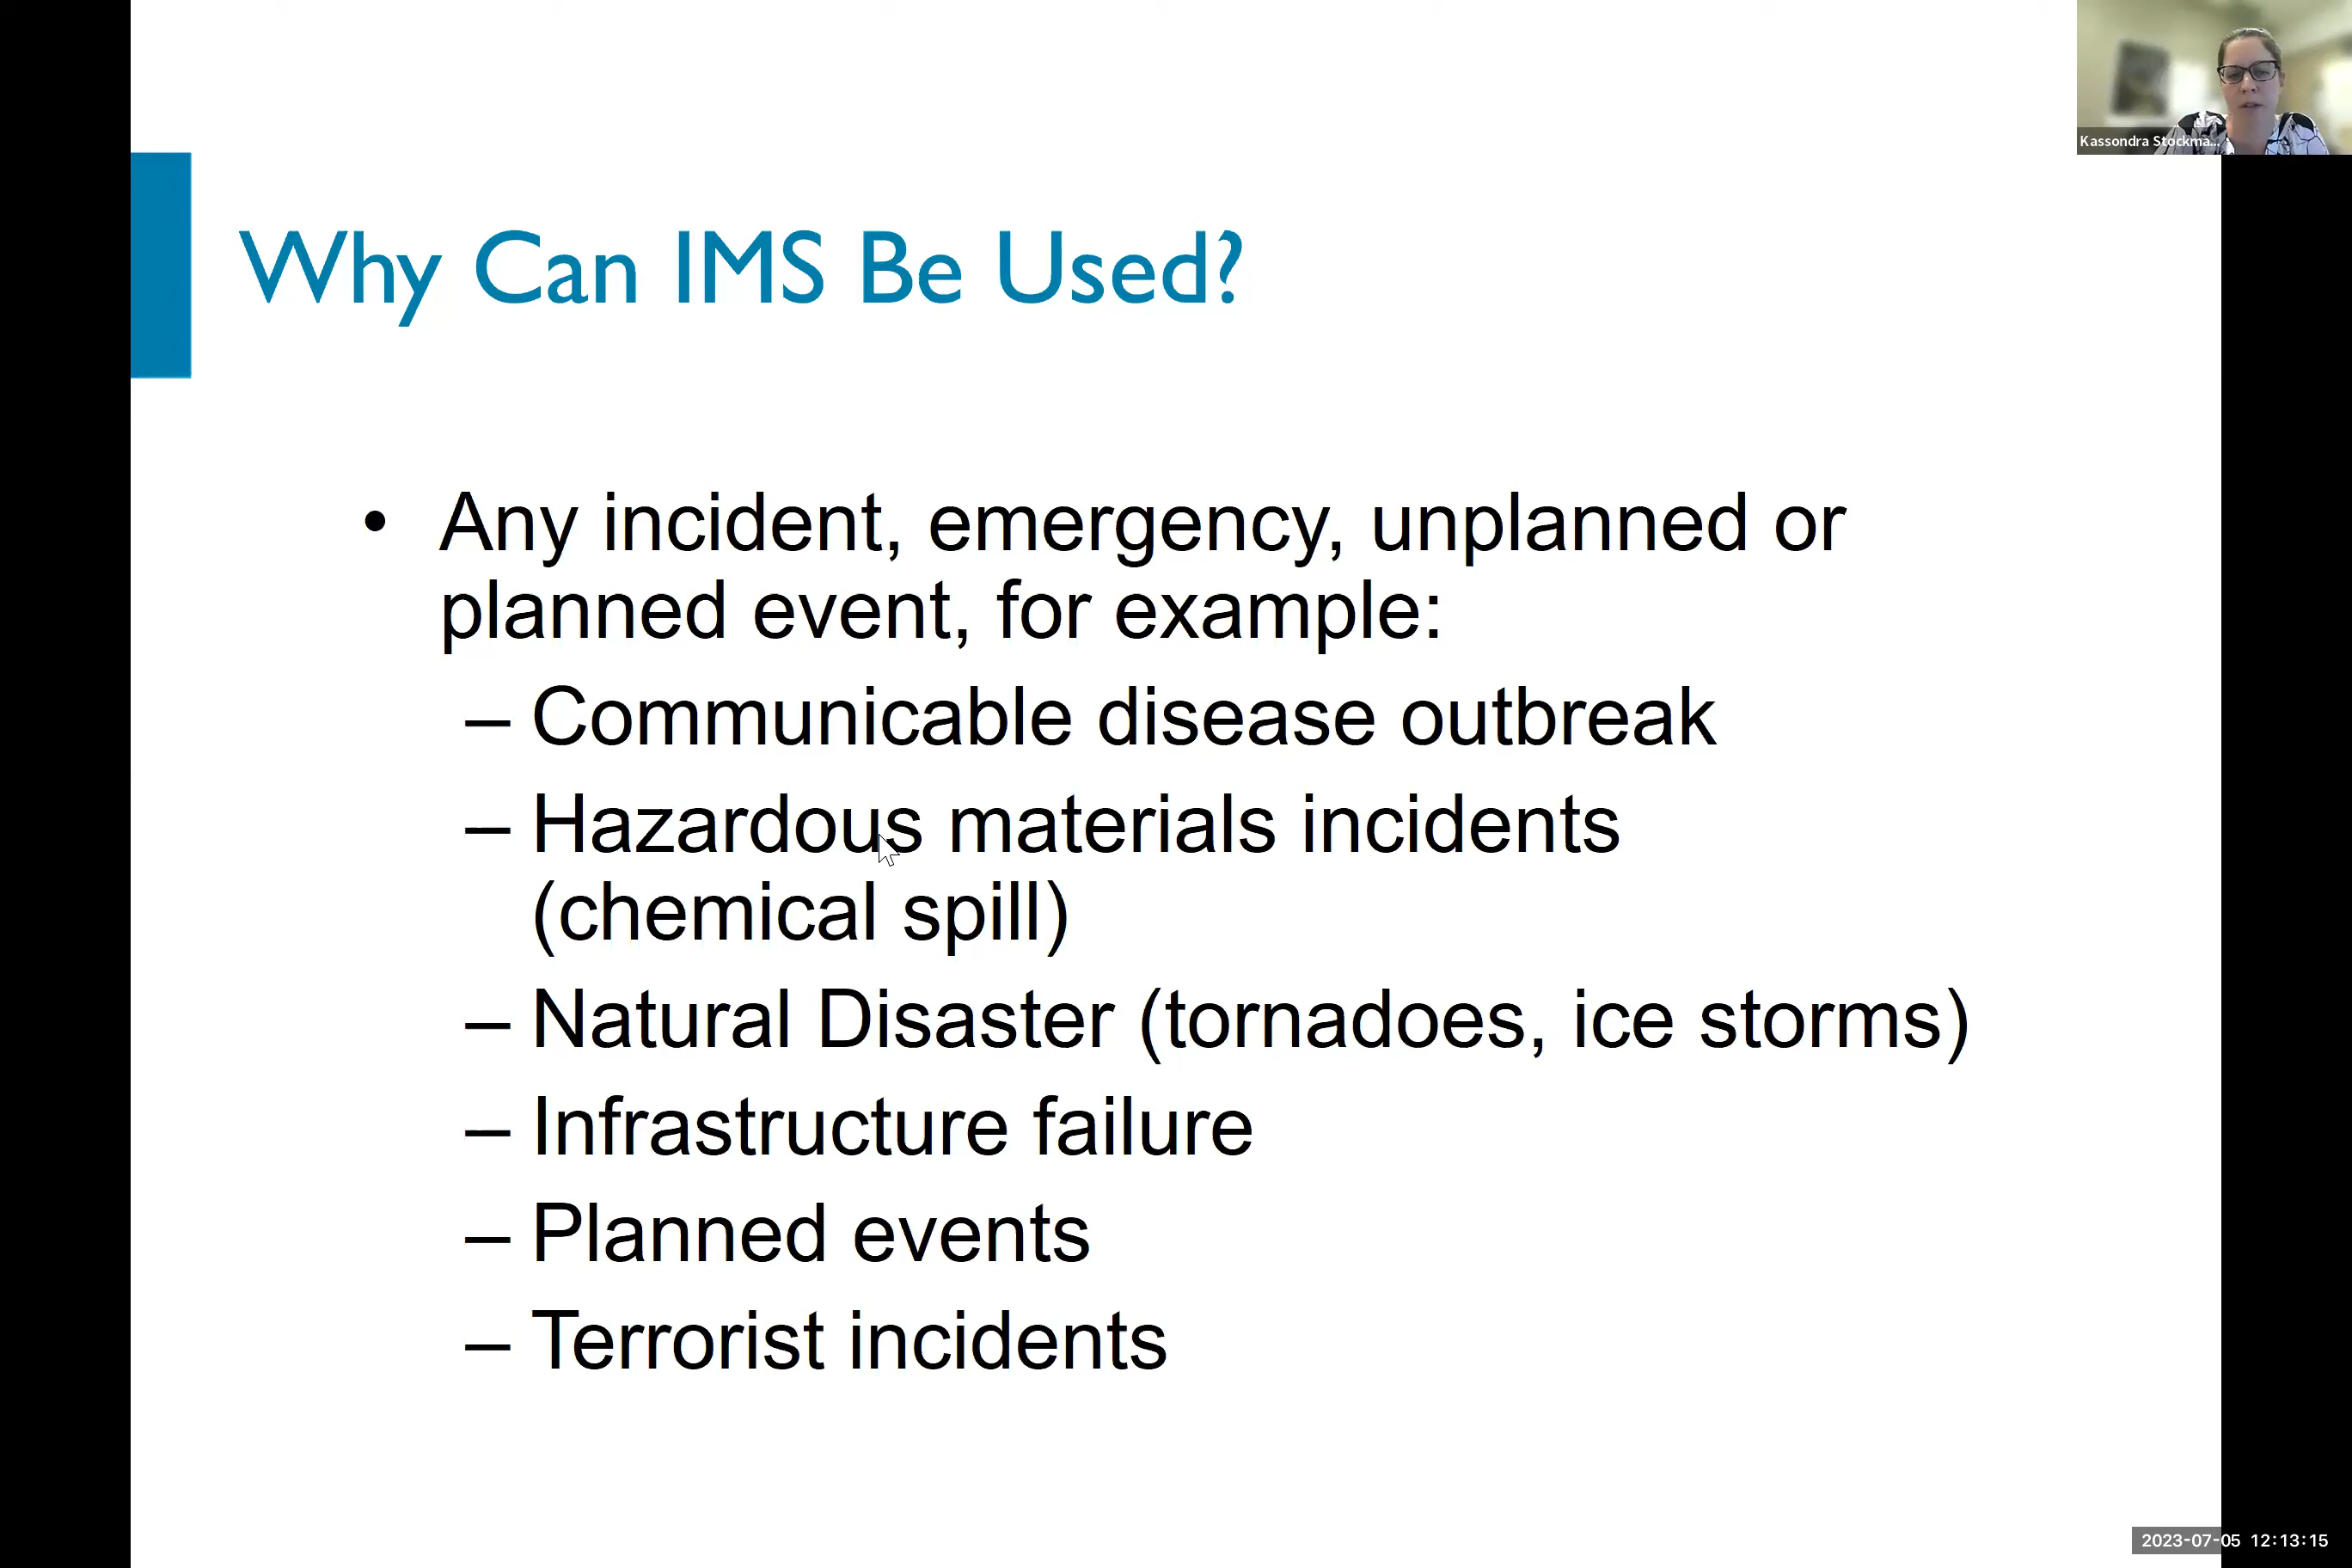 Kassondra Stockma...
Why Can IMS Be Used?
• Any incident, emergency, unplanned or
planned event, for example:
– Communicable disease outbreak
– Hazardous materials incidents
(chemical spill)
– Natural Disaster (tornadoes, ice storms)
– Infrastructure failure
– Planned events
– Terrorist incidents
2023-07-05 12:13:15